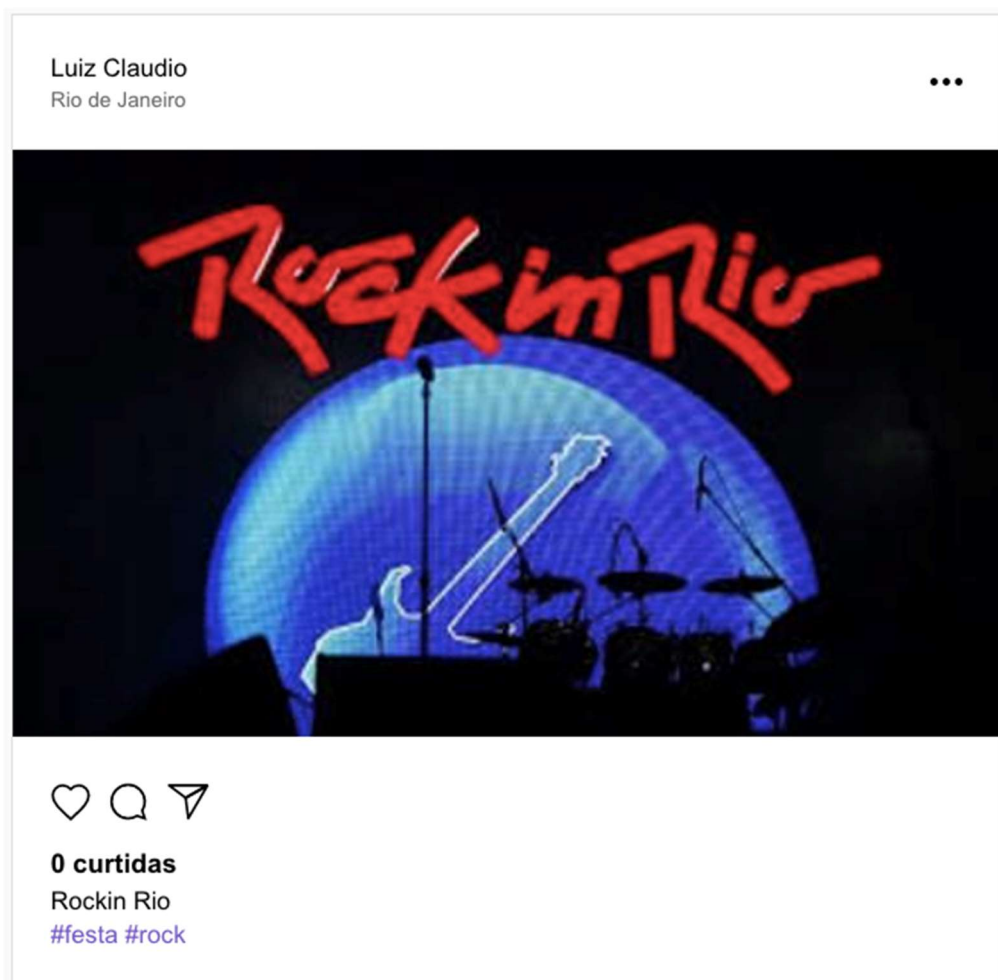 Luiz Claudio
Rio de Janeiro
Rock in Rio
0 curtidas
Rockin Rio
#festa #rock